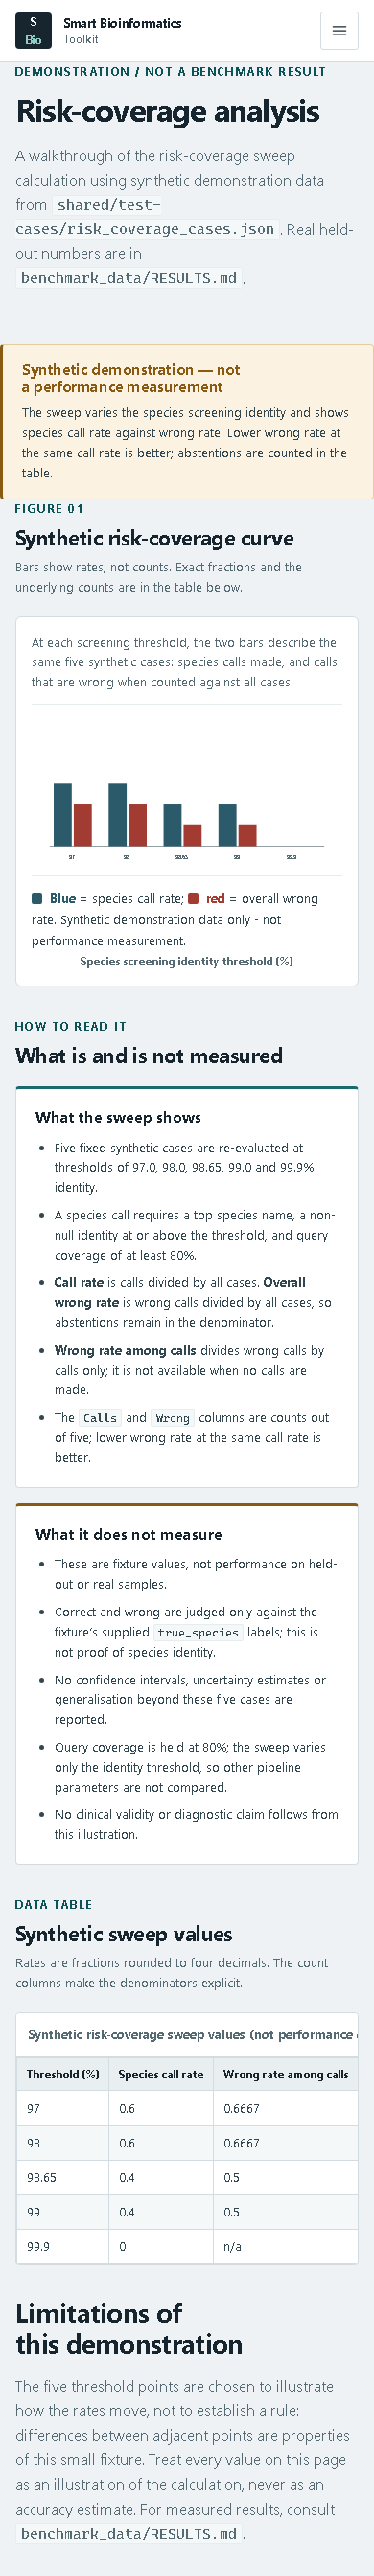 S
Bio
Smart Bioinformatics
Toolkit
DEMONSTRATION / NOT A BENCHMARK RESULT
Risk-coverage analysis
A walkthrough of the risk-coverage sweep
calculation using synthetic demonstration data
from shared/test-
cases/risk_coverage_cases.json. Real held-
out numbers are in
benchmark_data/RESULTS.md.
Synthetic demonstration — not
a performance measurement
The sweep varies the species screening identity and shows
species call rate against wrong rate. Lower wrong rate at
the same call rate is better; abstentions are counted in the
table.
FIGURE 01
Synthetic risk-coverage curve
Bars show rates, not counts. Exact fractions and the
underlying counts are in the table below.
At each screening threshold, the two bars describe the
same five synthetic cases: species calls made, and calls
that are wrong when counted against all cases.
97
98
98.65
99
99.9
Blue = species call rate; red = overall wrong
rate. Synthetic demonstration data only - not
performance measurement.
Species screening identity threshold (%)
HOW TO READ IT
What is and is not measured
What the sweep shows
Five fixed synthetic cases are re-evaluated at
thresholds of 97.0, 98.0, 98.65, 99.0 and 99.9%
identity.
A species call requires a top species name, a non-
null identity at or above the threshold, and query
coverage of at least 80%.
Call rate is calls divided by all cases. Overall
wrong rate is wrong calls divided by all cases, so
abstentions remain in the denominator.
Wrong rate among calls divides wrong calls by
calls only; it is not available when no calls are
made.
The Calls and Wrong columns are counts out
of five; lower wrong rate at the same call rate is
better.
What it does not measure
These are fixture values, not performance on held-
out or real samples.
Correct and wrong are judged only against the
fixture's supplied true_species labels; this is
not proof of species identity.
No confidence intervals, uncertainty estimates or
generalisation beyond these five cases are
reported.
Query coverage is held at 80%; the sweep varies
only the identity threshold, so other pipeline
parameters are not compared.
No clinical validity or diagnostic claim follows from
this illustration.
DATA TABLE
Synthetic sweep values
Rates are fractions rounded to four decimals. The count
columns make the denominators explicit.
Synthetic risk-coverage sweep values (not performance
Threshold (%) Species call rate Wrong rate among calls
97 0.6 0.6667
98 0.6 0.6667
98.65 0.4 0.5
99 0.4 0.5
99.9 0 n/a
Limitations of
this demonstration
The five threshold points are chosen to illustrate
how the rates move, not to establish a rule:
differences between adjacent points are properties
of this small fixture. Treat every value on this page
as an illustration of the calculation, never as an
accuracy estimate. For measured results, consult
benchmark_data/RESULTS.md.